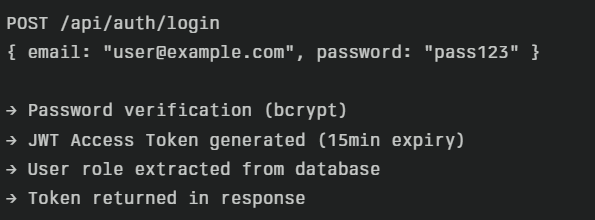 POST /api/auth/login
{ email: "user@example.com", password: "pass123" }
→ Password verification (bcrypt)
→ JWT Access Token generated (15min expiry)
→ User role extracted from database
→ Token returned in response